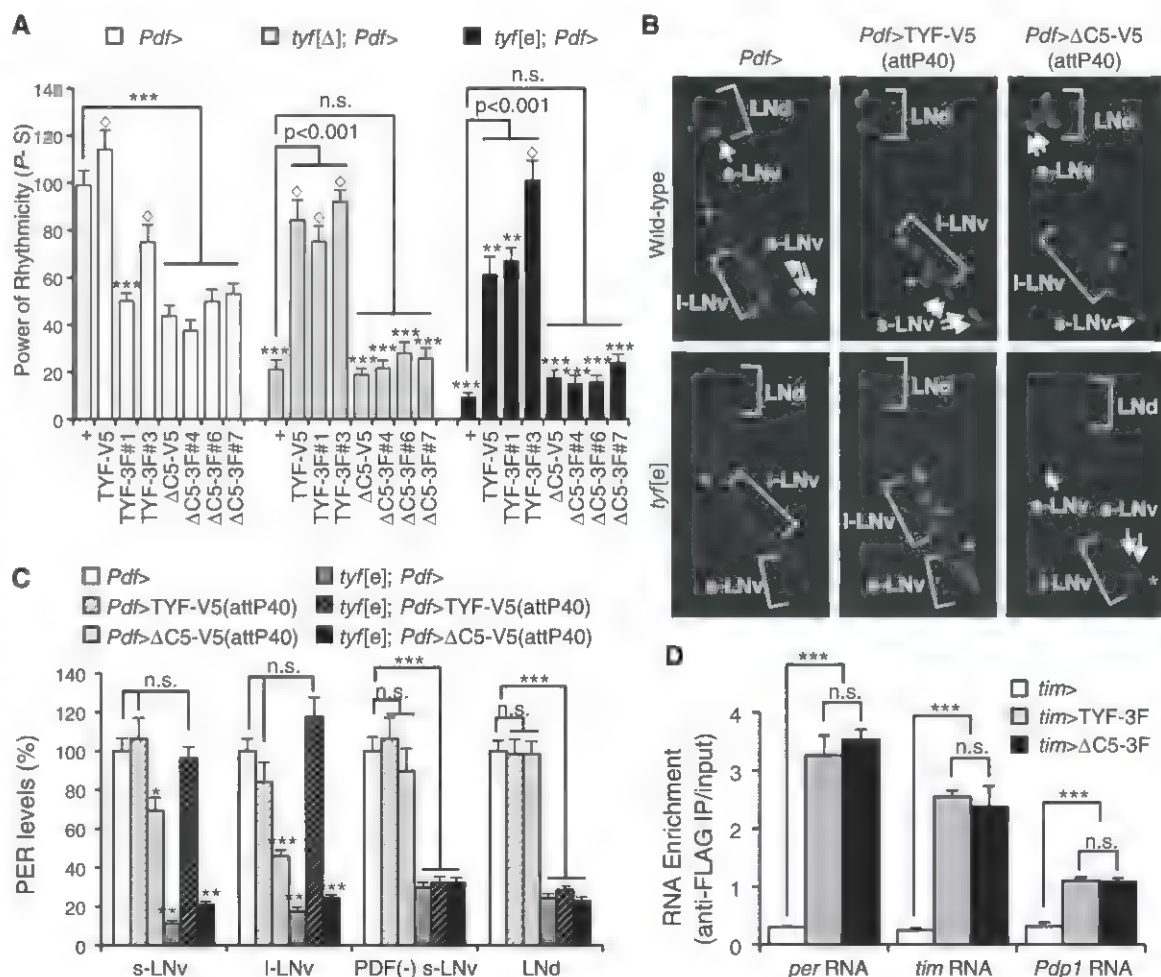 A
Pdf>
tyf[Δ]; Pdf>
tyf[e]; Pdf>
Power of Rhythmicity (P- S)
120
100
80
60
40
20
0
***
n.s.
n.s.
p<0.001
p<0.001
◇ ◇ ◇ ◇ ◇ ◇
*** *** ** **
*** *** *** *** *** *** *** *** ***
+ TYF-V5 TYF-3F#1 TYF-3F#3 ΔC5-V5 ΔC5-3F#4 ΔC5-3F#6 ΔC5-3F#7
+ TYF-V5 TYF-3F#1 TYF-3F#3 ΔC5-V5 ΔC5-3F#4 ΔC5-3F#6 ΔC5-3F#7
+ TYF-V5 TYF-3F#1 TYF-3F#3 ΔC5-V5 ΔC5-3F#4 ΔC5-3F#6 ΔC5-3F#7
B
Pdf>
Pdf>TYF-V5
(attP40)
Pdf>ΔC5-V5
(attP40)
Wild-type
LNd
s-LNv
s-LNv
l-LNv
LNd
l-LNv
s-LNv
LNd
s-LNv
l-LNv
s-LNv
tyf[e]
LNd
l-LNv
s-LNv
LNd
l-LNv
s-LNv
LNd
s-LNv
s-LNv
l-LNv
*
C
Pdf>
Pdf>TYF-V5(attP40)
Pdf>ΔC5-V5(attP40)
tyf[e]; Pdf>
tyf[e]; Pdf>TYF-V5(attP40)
tyf[e]; Pdf>ΔC5-V5(attP40)
PER levels (%)
140
120
100
80
60
40
20
0
n.s.
n.s.
***
n.s.
***
n.s.
* ** ** *** ** **
s-LNv
l-LNv
PDF(-) s-LNv
LNd
D
tim>
tim>TYF-3F
tim>ΔC5-3F
RNA Enrichment
(anti-FLAG IP/input)
4
3
2
1
0
***
n.s.
***
n.s.
***
n.s.
per RNA
tim RNA
Pdp1 RNA